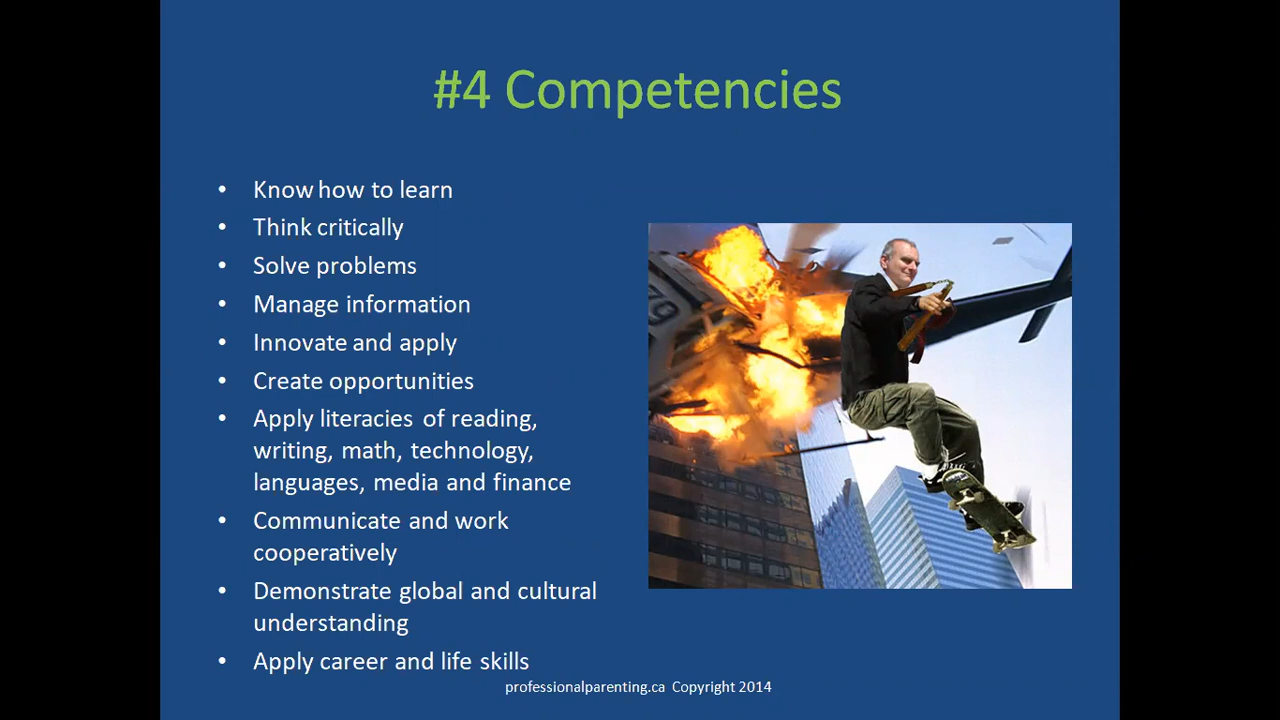 #4 Competencies
• Know how to learn
• Think critically
• Solve problems
• Manage information
• Innovate and apply
• Create opportunities
• Apply literacies of reading,
writing, math, technology,
languages, media and finance
• Communicate and work
cooperatively
• Demonstrate global and cultural
understanding
• Apply career and life skills
professionalparenting.ca Copyright 2014